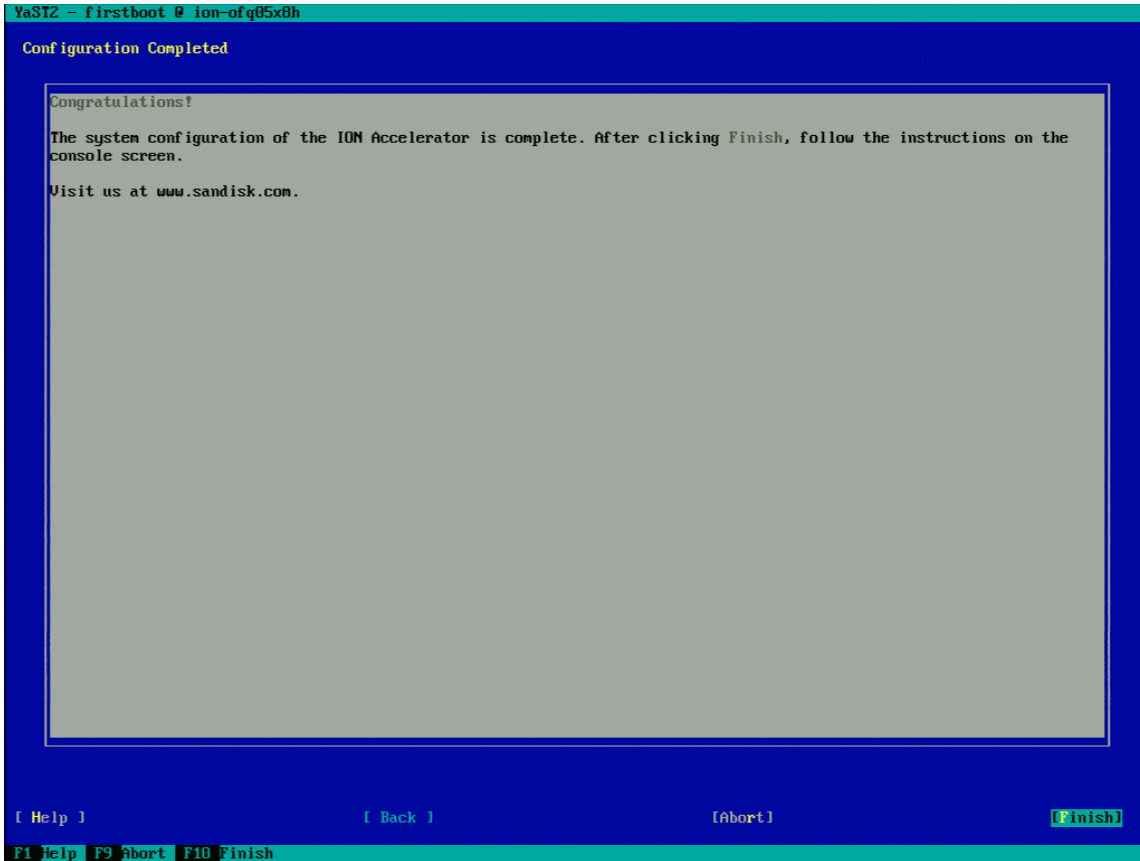 YaST2 - firstboot @ ion-ofq05x8h
Configuration Completed
Congratulations!
The system configuration of the ION Accelerator is complete. After clicking Finish, follow the instructions on the
console screen.
Visit us at www.sandisk.com.
[ Help ] [ Back ] [Abort] [Finish]
F1 Help F9 Abort F10 Finish